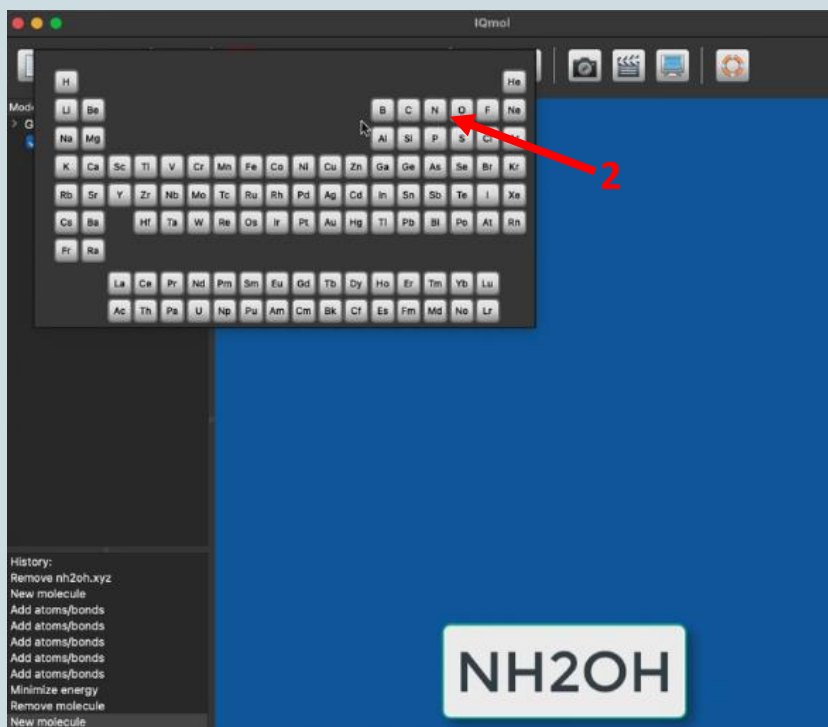 IQmol
H He
Mod
Li Be B C N O F Ne
G
Na Mg Al Si P S Cl
K Ca Sc Ti V Cr Mn Fe Co Ni Cu Zn Ga Ge As Se Br Kr
2
Rb Sr Y Zr Nb Mo Tc Ru Rh Pd Ag Cd In Sn Sb Te I Xe
Cs Ba Hf Ta W Re Os Ir Pt Au Hg Tl Pb Bi Po At Rn
Fr Ra
La Ce Pr Nd Pm Sm Eu Gd Tb Dy Ho Er Tm Yb Lu
Ac Th Pa U Np Pu Am Cm Bk Cf Es Fm Md No Lr
History:
Remove nh2oh.xyz
New molecule
Add atoms/bonds
Add atoms/bonds
Add atoms/bonds
Add atoms/bonds
Add atoms/bonds
Minimize energy
Remove molecule
New molecule
NH2OH